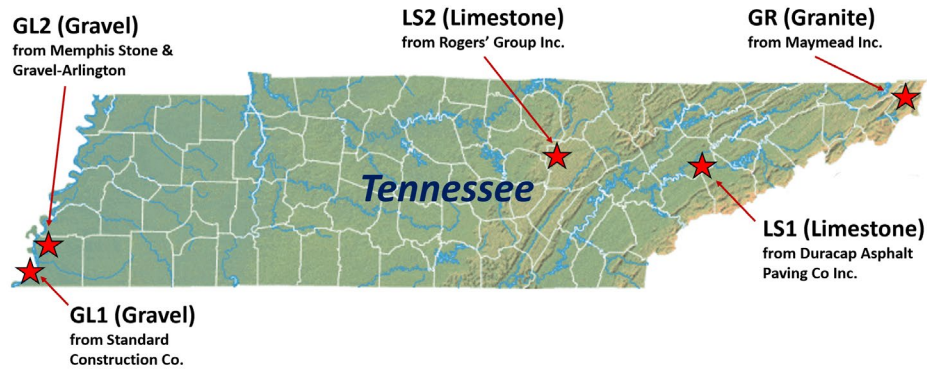 GL2 (Gravel)
from Memphis Stone &
Gravel-Arlington
LS2 (Limestone)
from Rogers’ Group Inc.
GR (Granite)
from Maymead Inc.
Tennessee
LS1 (Limestone)
from Duracap Asphalt
Paving Co Inc.
GL1 (Gravel)
from Standard
Construction Co.